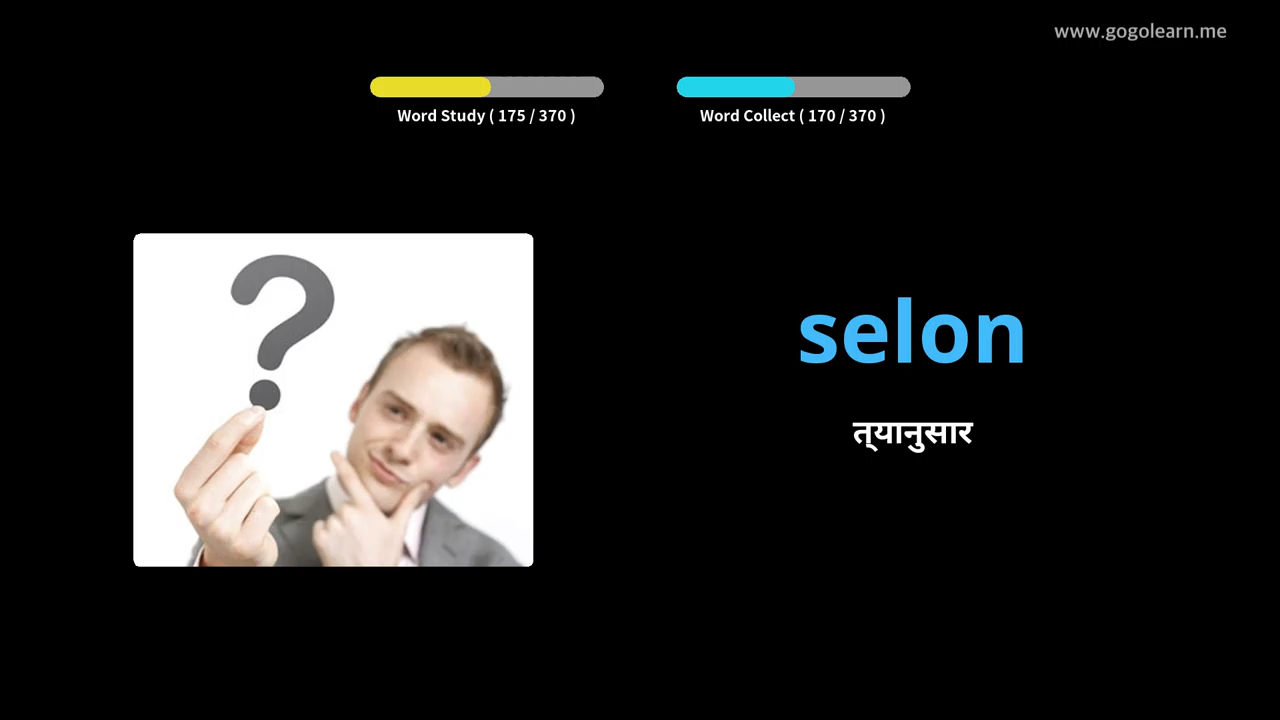 www.gogolearn.me
Word Study ( 175 / 370 )
Word Collect ( 170 / 370 )
?
selon
त्यानुसार